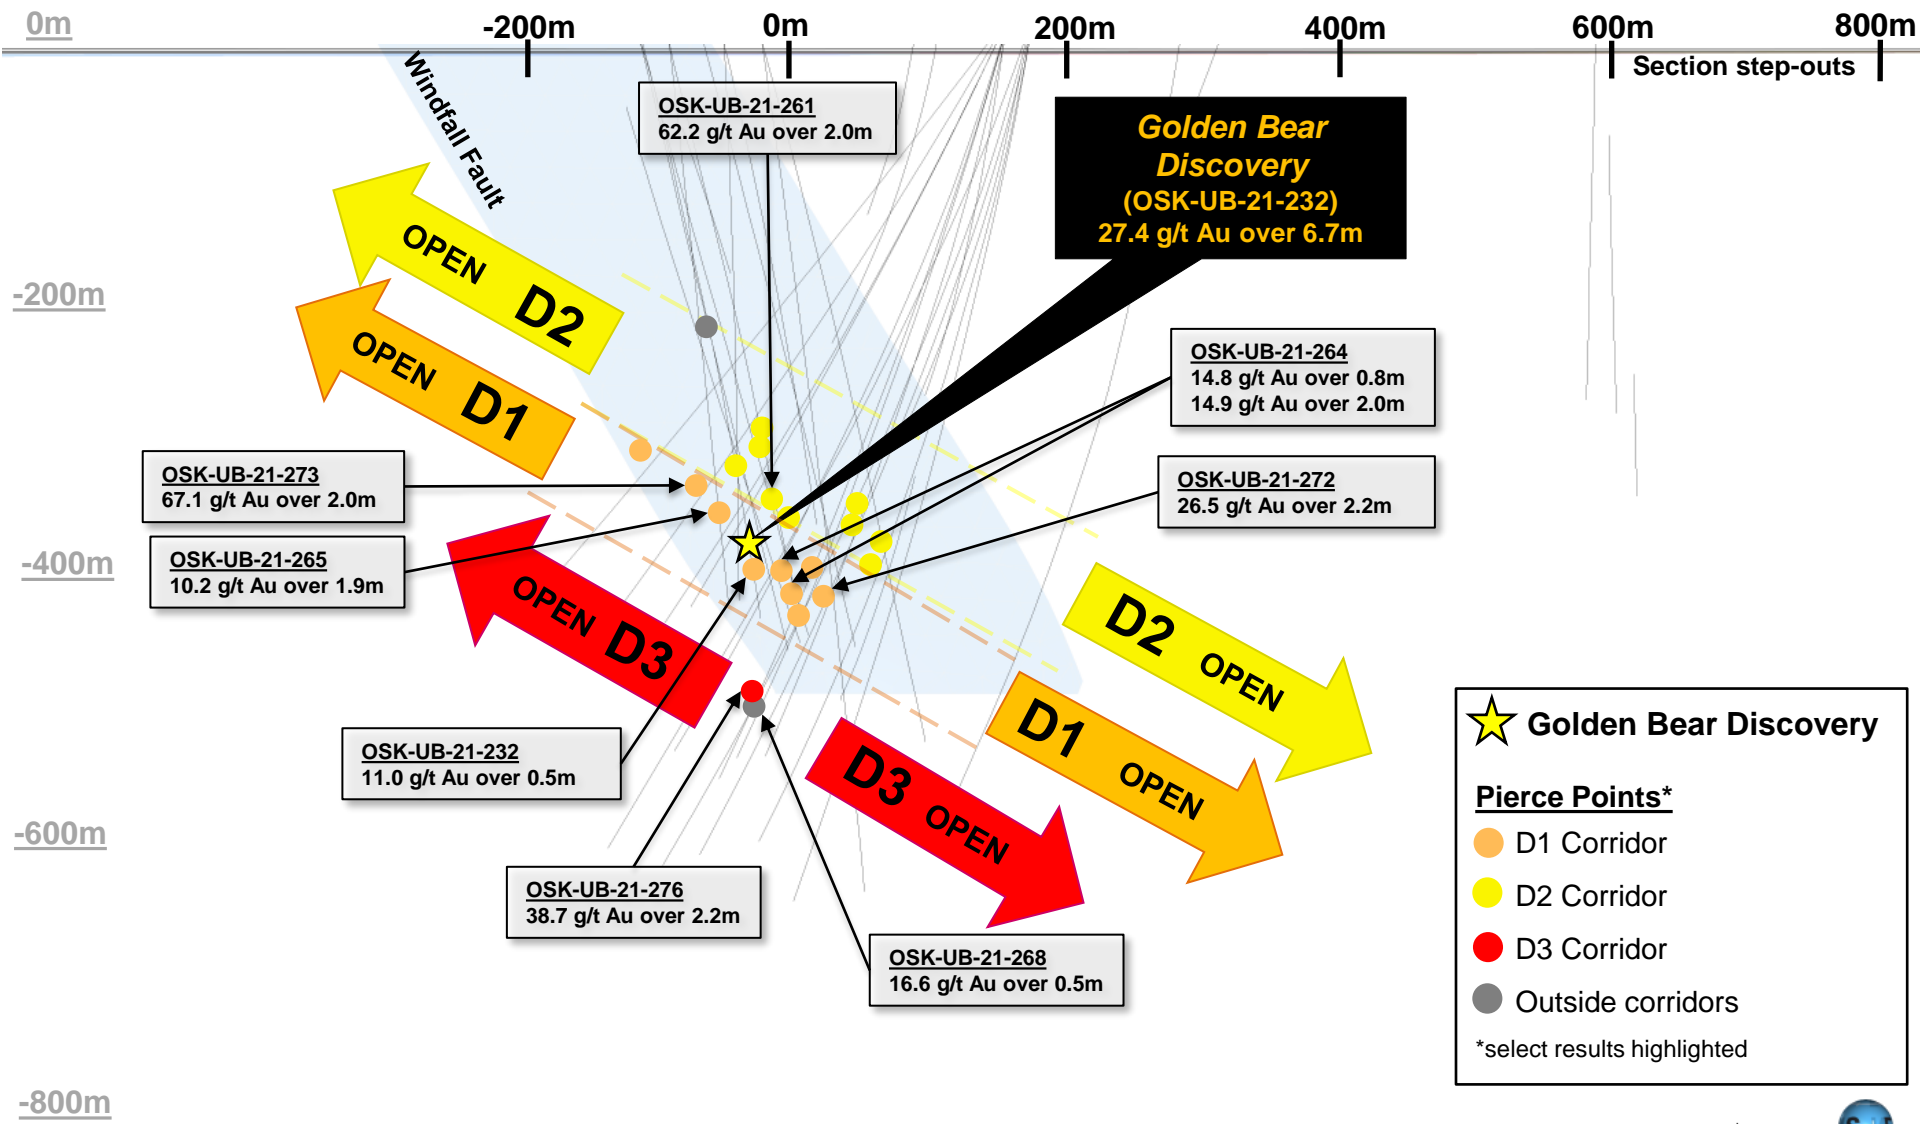 0m
-200m
0m
200m
400m
600m
800m
Section step-outs
Windfall Fault
OSK-UB-21-261
62.2 g/t Au over 2.0m
Golden Bear
Discovery
(OSK-UB-21-232)
27.4 g/t Au over 6.7m
OPEN D2
-200m
OPEN D1
OSK-UB-21-264
14.8 g/t Au over 0.8m
14.9 g/t Au over 2.0m
OSK-UB-21-273
67.1 g/t Au over 2.0m
OSK-UB-21-272
26.5 g/t Au over 2.2m
OSK-UB-21-265
10.2 g/t Au over 1.9m
-400m
OPEN D3
D2 OPEN
D1 OPEN
D3 OPEN
OSK-UB-21-232
11.0 g/t Au over 0.5m
-600m
OSK-UB-21-276
38.7 g/t Au over 2.2m
OSK-UB-21-268
16.6 g/t Au over 0.5m
Golden Bear Discovery
Pierce Points*
D1 Corridor
D2 Corridor
D3 Corridor
Outside corridors
*select results highlighted
-800m